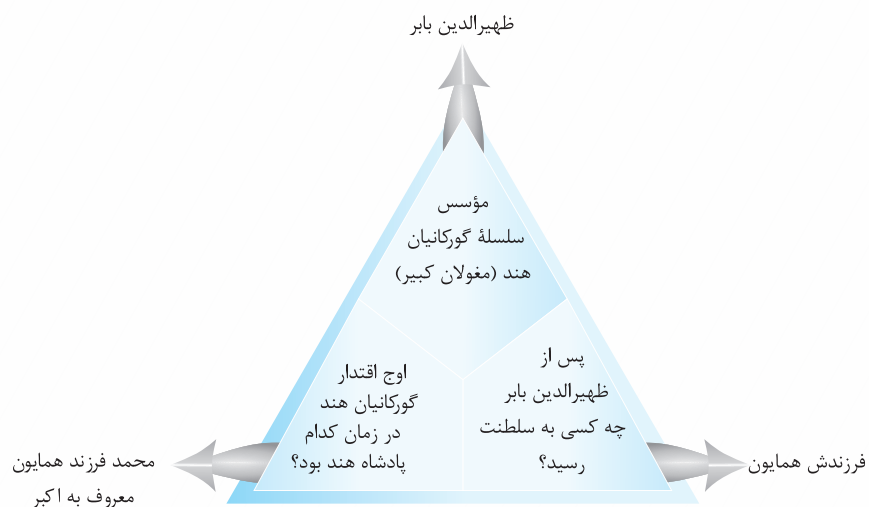 ظهیرالدین بابر
مؤسس
سلسلهٔ گورکانیان
هند (مغولان کبیر)
پس از
ظهیرالدین بابر
چه کسی به سلطنت
رسید؟
فرزندش همایون
اوج اقتدار
گورکانیان هند
در زمان کدام
پادشاه هند بود؟
محمد فرزند همایون
معروف به اکبر